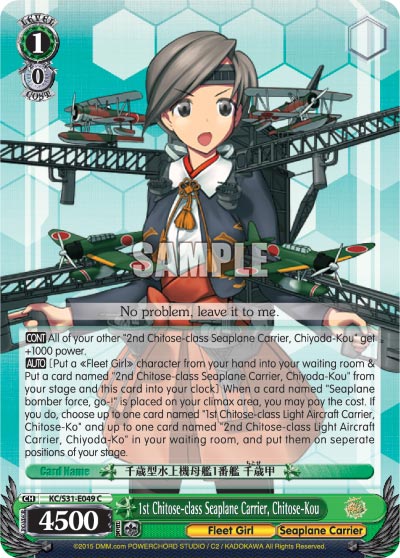 LEVEL
1
0
COST
SAMPLE
No problem, leave it to me.
CONT All of your other "2nd Chitose-class Seaplane Carrier, Chiyoda-Kou" get
+1000 power.
AUTO [Put a «Fleet Girl» character from your hand into your waiting room &
Put a card named "2nd Chitose-class Seaplane Carrier, Chiyoda-Kou" from
your stage and this card into your clock] When a card named "Seaplane
bomber force, go-!" is placed on your climax area, you may pay the cost. If
you do, choose up to one card named "1st Chitose-class Light Aircraft Carrier,
Chitose-Ko" and up to one card named "2nd Chitose-class Light Aircraft
Carrier, Chiyoda-Ko" in your waiting room, and put them on seperate
positions of your stage.
Card Name
千歳型水上機母艦1番艦 千歳甲
ちとせ
CH
KC/S31-E049 C
1st Chitose-class Seaplane Carrier, Chitose-Kou
4500
Fleet Girl
Seaplane Carrier
©2015 DMM.com POWERCHORD STUDIO / C2 / KADOKAWA All Rights Reserved.